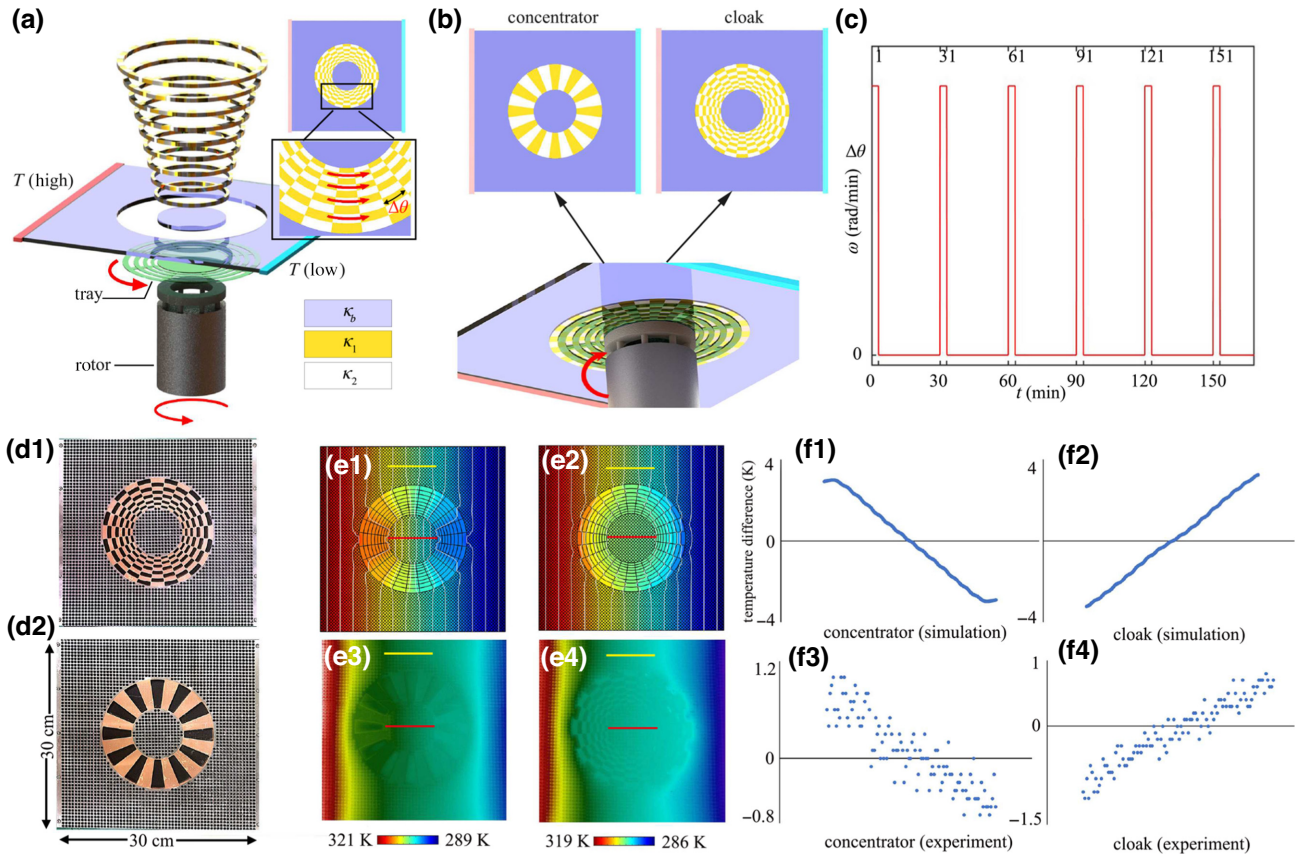 (a)
T (high)
T (low)
tray
rotor
Δθ
κb
κ1
κ2
(b)
concentrator
cloak
(c)
1 31 61 91 121 151
Δθ
ω (rad/min)
0
0 30 60 90 120 150
t (min)
(d1)
(d2)
30 cm
30 cm
(e1)
(e2)
(e3)
(e4)
321 K 289 K
319 K 286 K
(f1)
temperature difference (K)
4
0
−4
concentrator (simulation)
(f2)
4
0
−4
cloak (simulation)
(f3)
1.2
0
−0.8
concentrator (experiment)
(f4)
1
0
−1.5
cloak (experiment)